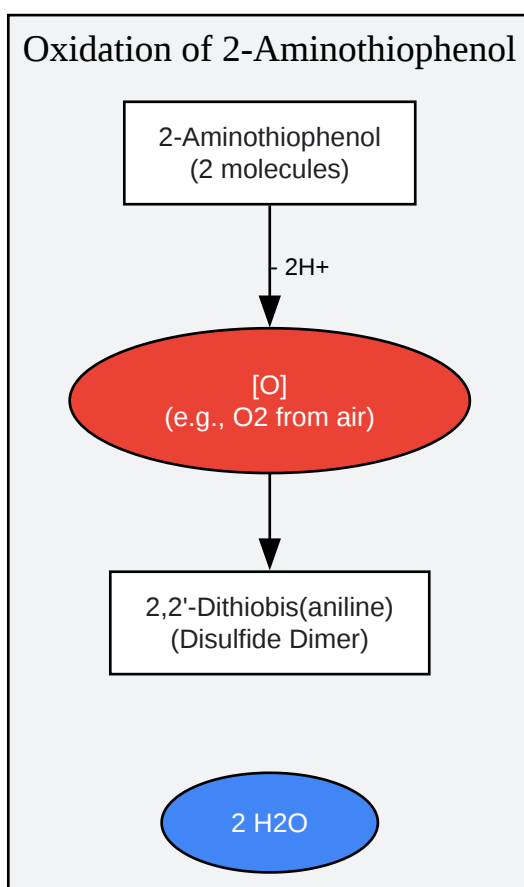 Oxidation of 2-Aminothiophenol
2-Aminothiophenol
(2 molecules)
- 2H+
[O]
(e.g., O2 from air)
2,2'-Dithiobis(aniline)
(Disulfide Dimer)
2 H2O